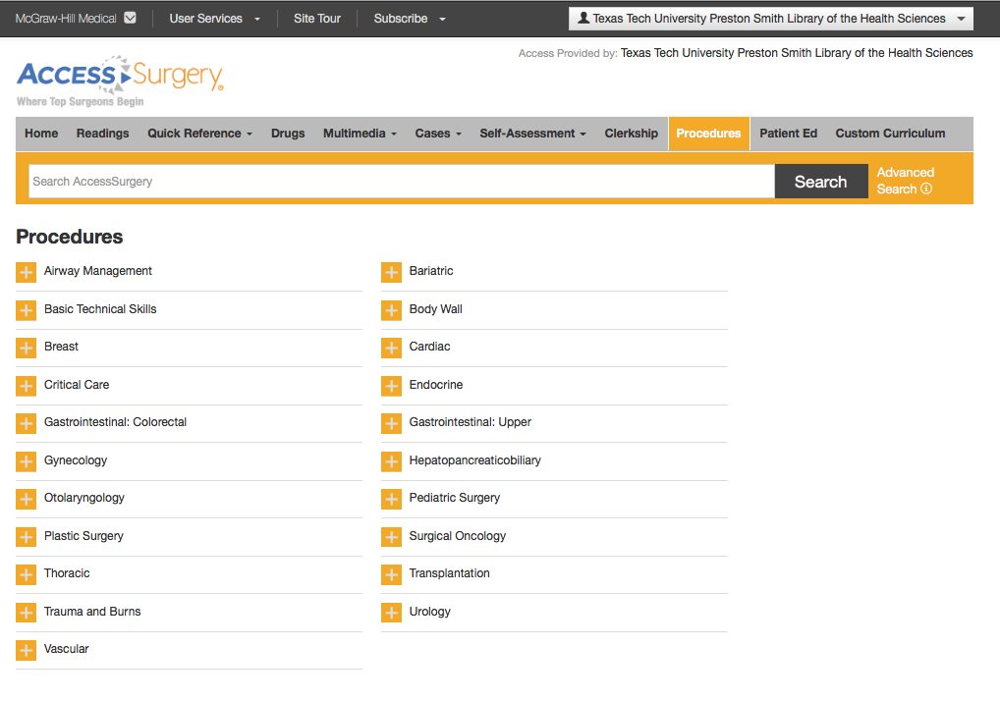 McGraw-Hill Medical User Services Site Tour Subscribe Texas Tech University Preston Smith Library of the Health Sciences
Access Provided by: Texas Tech University Preston Smith Library of the Health Sciences
ACCESS Surgery®
Where Top Surgeons Begin
Home Readings Quick Reference Drugs Multimedia Cases Self-Assessment Clerkship Procedures Patient Ed Custom Curriculum
Search AccessSurgery Search Advanced
Search
Procedures
Airway Management Bariatric
Basic Technical Skills Body Wall
Breast Cardiac
Critical Care Endocrine
Gastrointestinal: Colorectal Gastrointestinal: Upper
Gynecology Hepatopancreaticobiliary
Otolaryngology Pediatric Surgery
Plastic Surgery Surgical Oncology
Thoracic Transplantation
Trauma and Burns Urology
Vascular